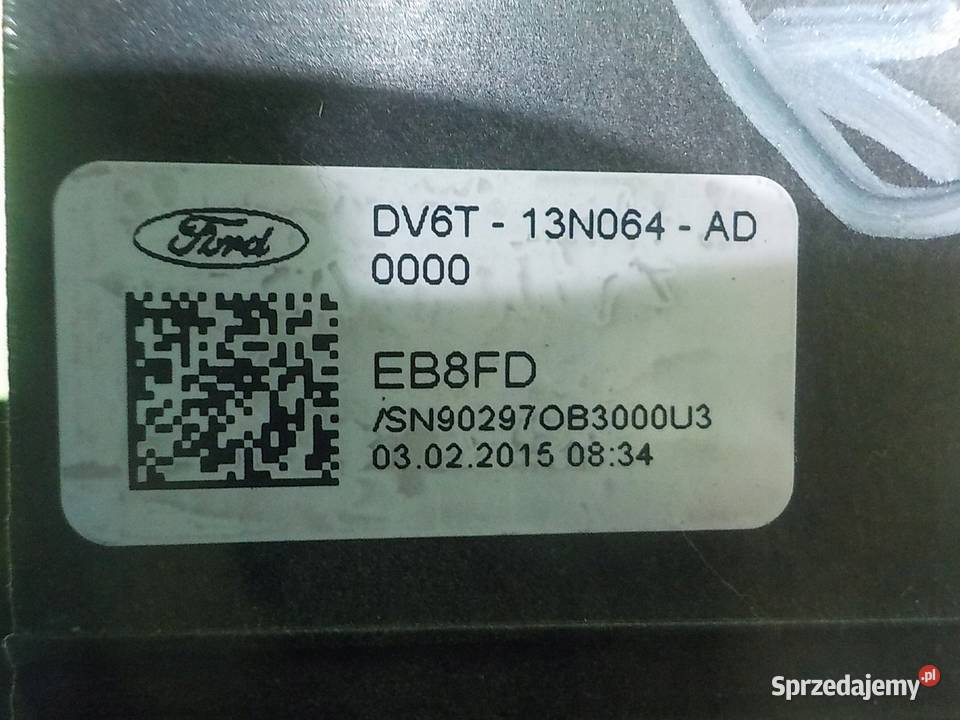 Ford
DV6T - 13N064 - AD
0000
EB8FD
/SN90297OB3000U3
03.02.2015 08:34
Sprzedajemy.pl